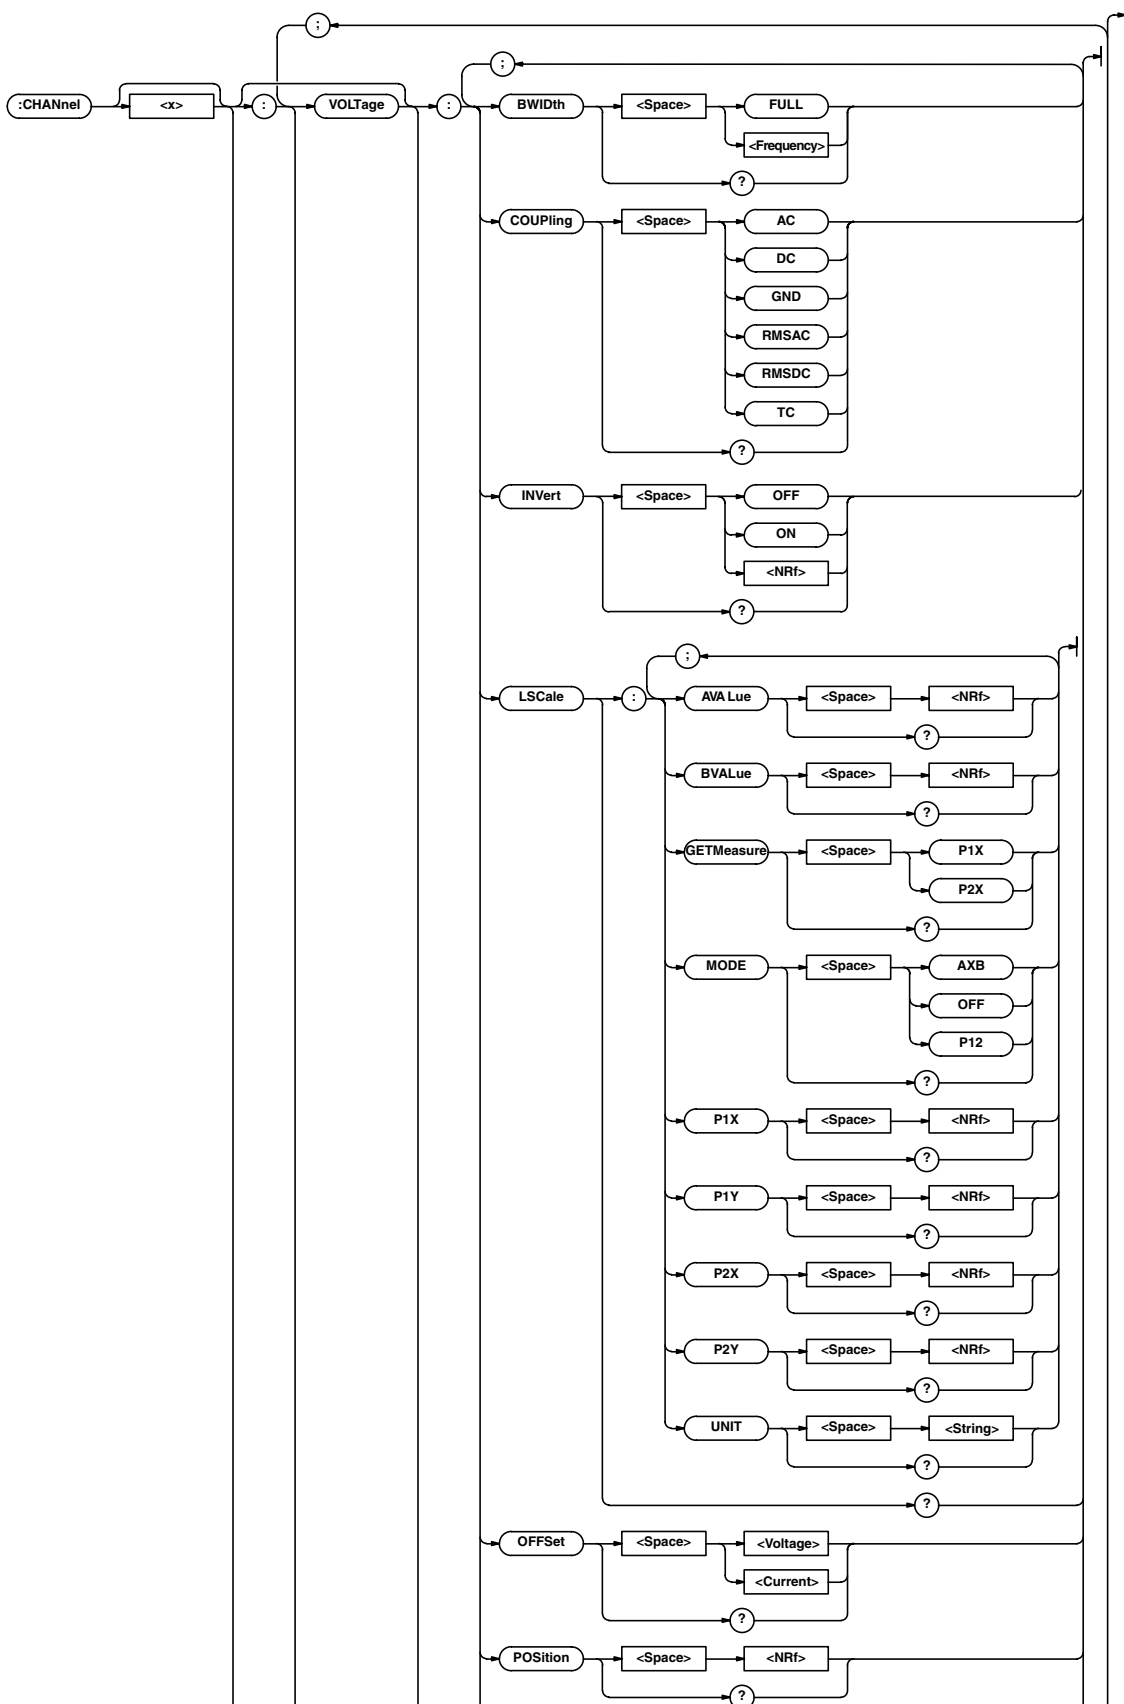 ;
;
:CHANnel <x> : VOLTage : BWIDth <Space> FULL
<Frequency>
?
COUPling <Space> AC
DC
GND
RMSAC
RMSDC
TC
?
INVert <Space> OFF
ON
<NRf>
?
;
LSCale : AVALue <Space> <NRf>
?
BVALue <Space> <NRf>
?
GETMeasure <Space> P1X
P2X
?
MODE <Space> AXB
OFF
P12
?
P1X <Space> <NRf>
?
P1Y <Space> <NRf>
?
P2X <Space> <NRf>
?
P2Y <Space> <NRf>
?
UNIT <Space> <String>
?
?
OFFSet <Space> <Voltage>
<Current>
?
POSition <Space> <NRf>
?